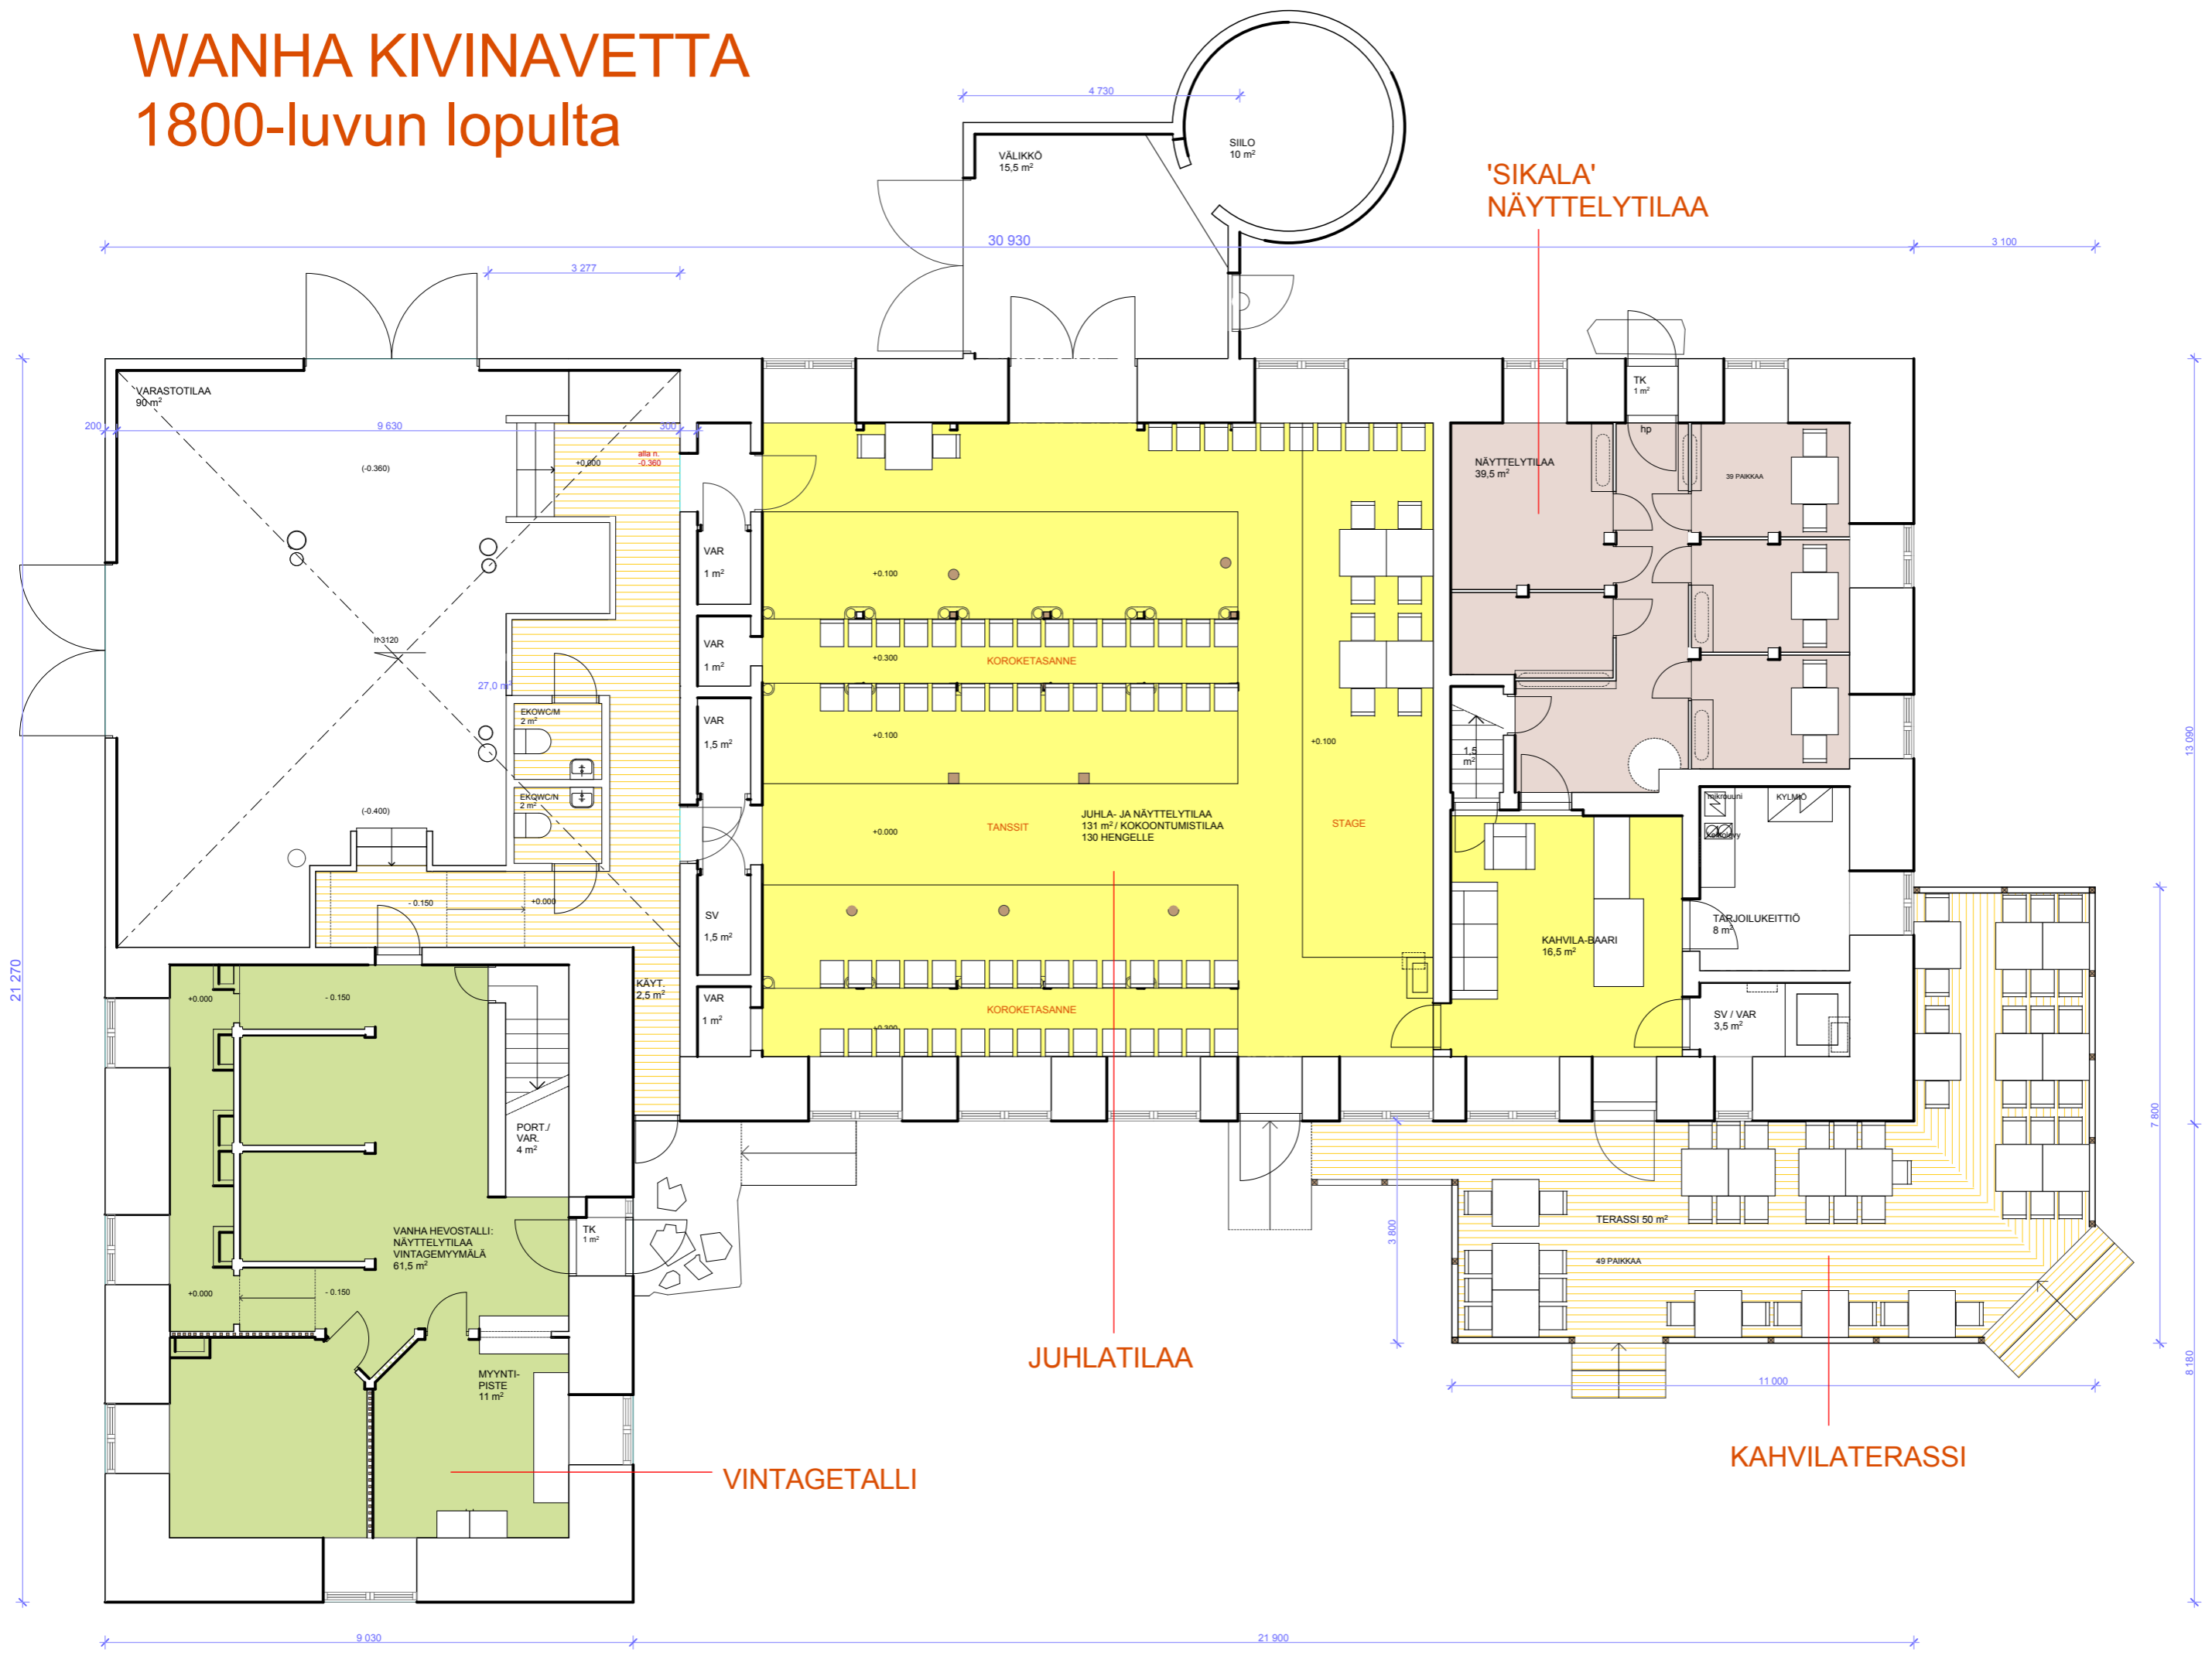 WANHA KIVINAVETTA
1800-luvun lopulta
4 730
SIILO
10 m²
VÄLIKKÖ
15,5 m²
'SIKALA'
NÄYTTELYTILAA
30 930
3 100
3 277
VARASTOTILAA
90 m²
TK
1 m²
200
9 630
300
hp
alla n.
-0.360
+0.000
(-0.360)
NÄYTTELYTILAA
39,5 m²
39 PAIKKAA
VAR
1 m²
+0.100
h 3120
VAR
1 m²
+0.300
KOROKETASANNE
27,0 m²
EKOWC/M
2 m²
VAR
1,5 m²
+0.100
+0.100
1,5
m²
13 090
EKOWC/N
2 m²
(-0.400)
mikrouuni
KYLMIÖ
+0.000
TANSSIT
JUHLA- JA NÄYTTELYTILAA
131 m² / KOKOONTUMISTILAA
130 HENGELLE
STAGE
- 0.150
+0.000
SV
1,5 m²
TARJOILUKEITTIÖ
8 m²
KAHVILA-BAARI
16,5 m²
21 270
+0.000
- 0.150
KÄYT.
2,5 m²
VAR
1 m²
KOROKETASANNE
+0.300
SV / VAR
3,5 m²
7 800
PORT./
VAR.
4 m²
3 800
TERASSI 50 m²
49 PAIKKAA
VANHA HEVOSTALLI:
NÄYTTELYTILAA
VINTAGEMYYMÄLÄ
61,5 m²
TK
1 m²
+0.000
- 0.150
JUHLATILAA
MYYNTI-
PISTE
11 m²
11 000
8 180
KAHVILATERASSI
VINTAGETALLI
9 030
21 900